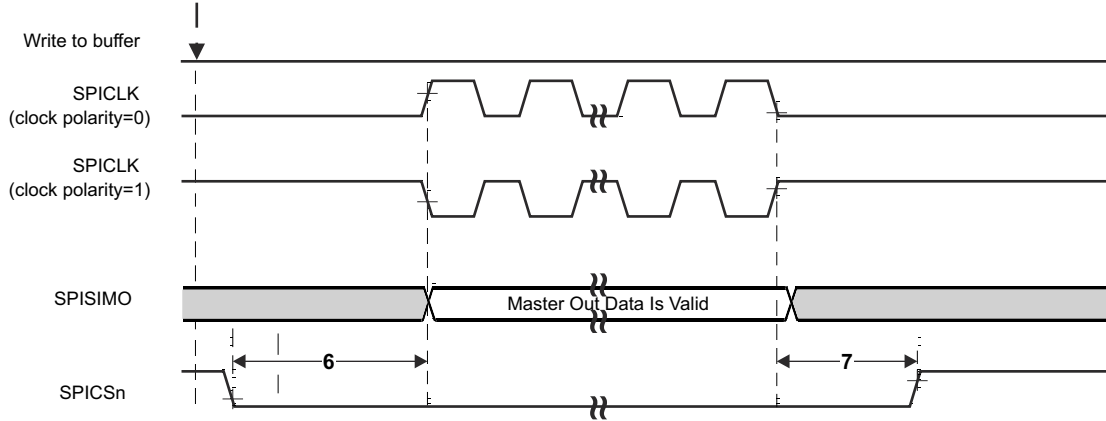 Write to buffer
SPICLK
(clock polarity=0)
SPICLK
(clock polarity=1)
SPISIMO
Master Out Data Is Valid
6
7
SPICSn